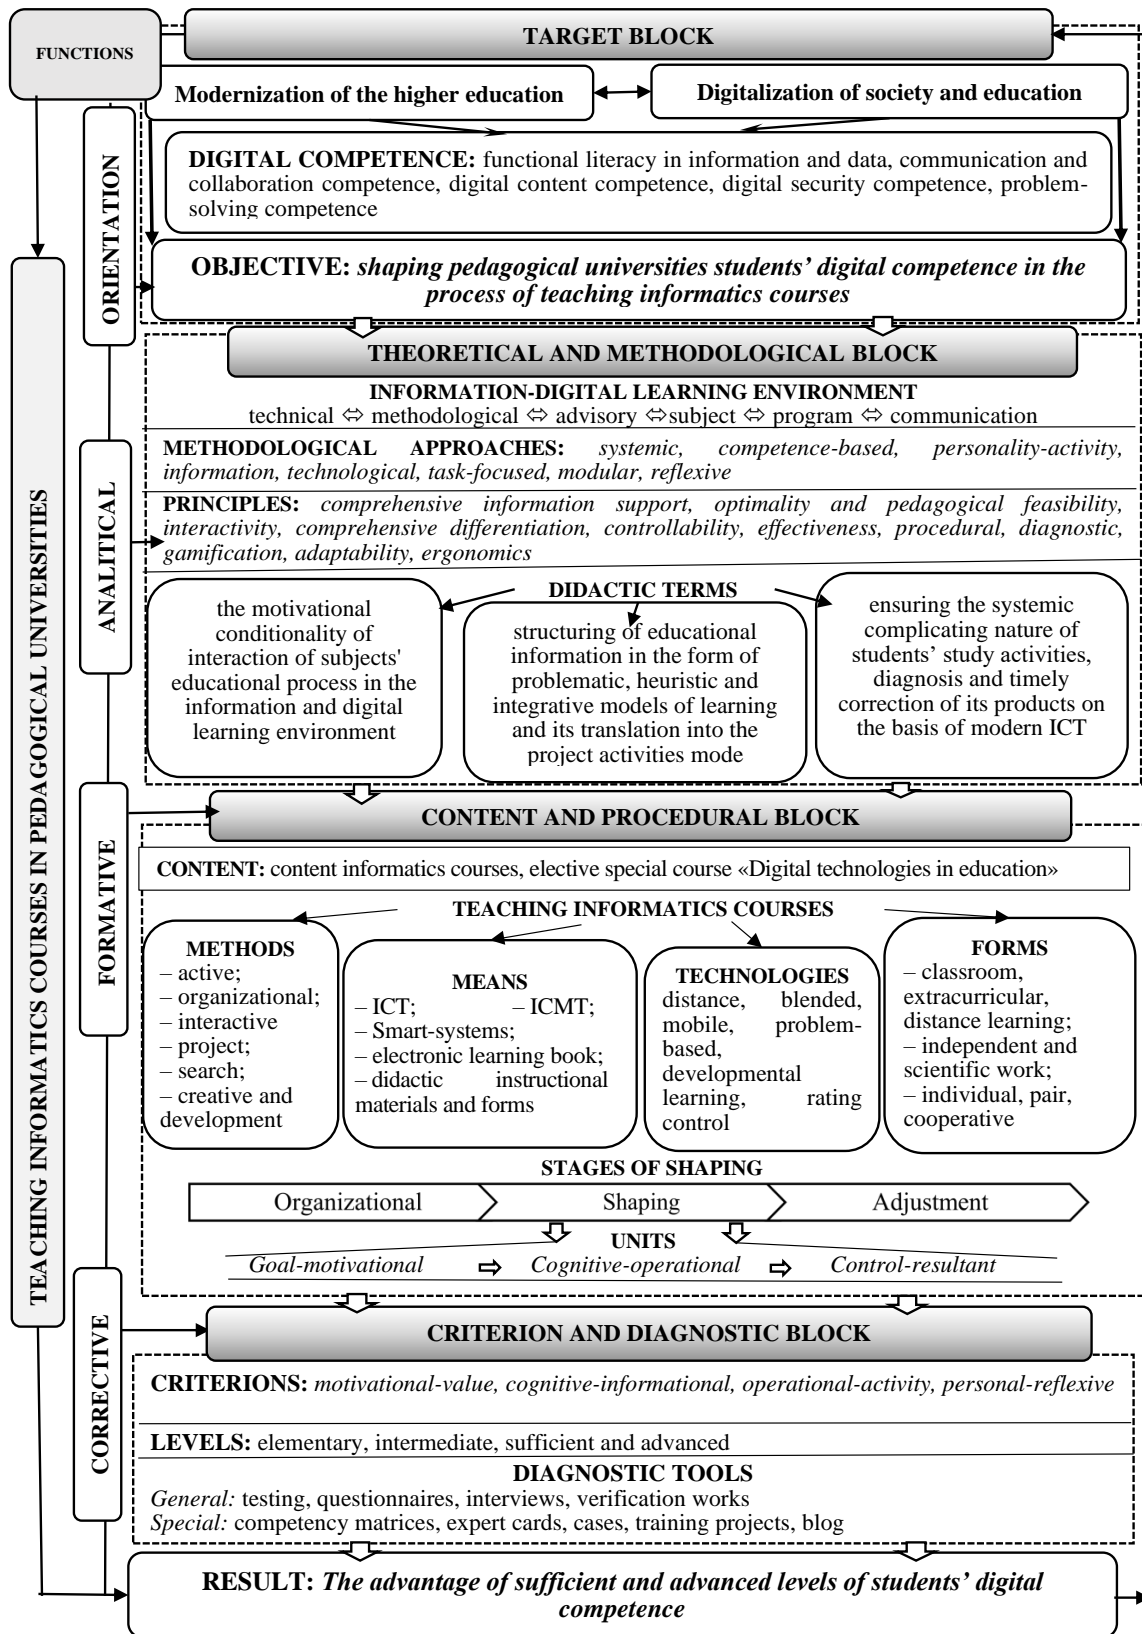 FUNCTIONS
TARGET BLOCK
Modernization of the higher education
Digitalization of society and education
DIGITAL COMPETENCE: functional literacy in information and data, communication and
collaboration competence, digital content competence, digital security competence, problem-
solving competence
OBJECTIVE: shaping pedagogical universities students’ digital competence in the
process of teaching informatics courses
ORIENTATION
TEACHING INFORMATICS COURSES IN PEDAGOGICAL UNIVERSITIES
THEORETICAL AND METHODOLOGICAL BLOCK
INFORMATION-DIGITAL LEARNING ENVIRONMENT
technical ⇔ methodological ⇔ advisory ⇔subject ⇔ program ⇔ communication
METHODOLOGICAL APPROACHES: systemic, competence-based, personality-activity,
information, technological, task-focused, modular, reflexive
PRINCIPLES: comprehensive information support, optimality and pedagogical feasibility,
interactivity, comprehensive differentiation, controllability, effectiveness, procedural, diagnostic,
gamification, adaptability, ergonomics
ANALITICAL
DIDACTIC TERMS
the motivational
conditionality of
interaction of subjects'
educational process in the
information and digital
learning environment
structuring of educational
information in the form of
problematic, heuristic and
integrative models of learning
and its translation into the
project activities mode
ensuring the systemic
complicating nature of
students’ study activities,
diagnosis and timely
correction of its products on
the basis of modern ICT
CONTENT AND PROCEDURAL BLOCK
FORMATIVE
CONTENT: content informatics courses, elective special course «Digital technologies in education»
TEACHING INFORMATICS COURSES
METHODS
– active;
– organizational;
– interactive
– project;
– search;
– creative and
development
MEANS
– ICT; – ICMT;
– Smart-systems;
– electronic learning book;
– didactic instructional
materials and forms
TECHNOLOGIES
distance, blended,
mobile, problem-
based,
developmental
learning, rating
control
FORMS
– classroom,
extracurricular,
distance learning;
– independent and
scientific work;
– individual, pair,
cooperative
STAGES OF SHAPING
Organizational Shaping Adjustment
UNITS
Goal-motivational ⇨ Cognitive-operational ⇨ Control-resultant
CRITERION AND DIAGNOSTIC BLOCK
CORRECTIVE
CRITERIONS: motivational-value, cognitive-informational, operational-activity, personal-reflexive
LEVELS: elementary, intermediate, sufficient and advanced
DIAGNOSTIC TOOLS
General: testing, questionnaires, interviews, verification works
Special: competency matrices, expert cards, cases, training projects, blog
RESULT: The advantage of sufficient and advanced levels of students’ digital
competence